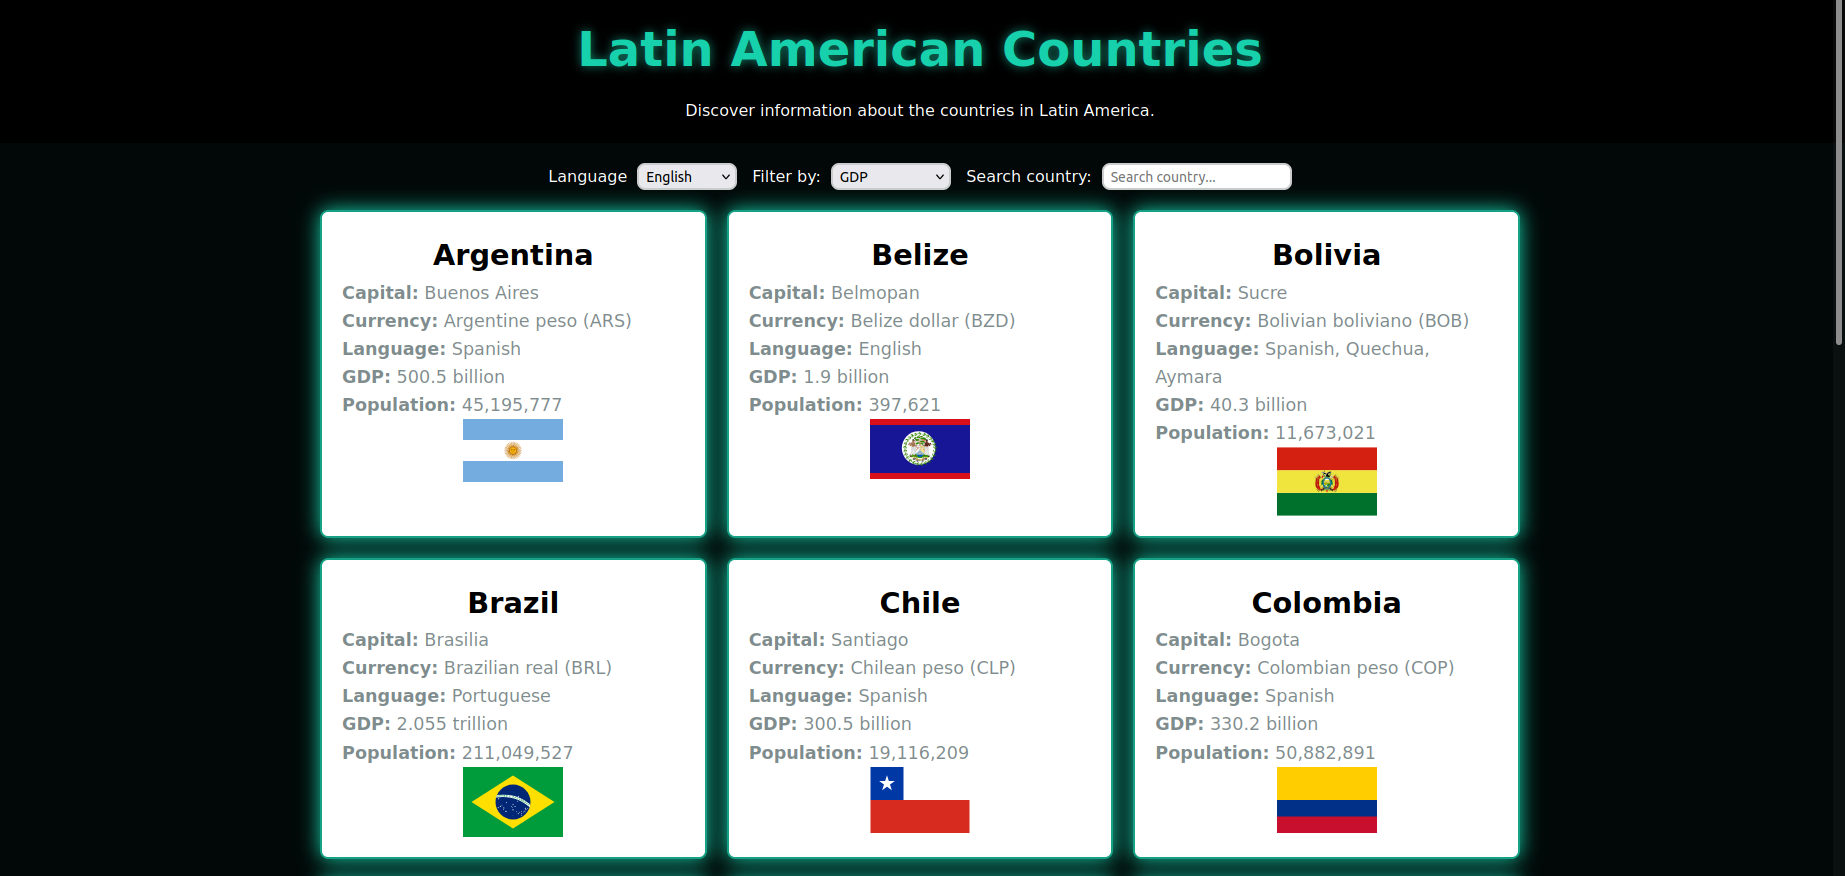 Latin American Countries
Discover information about the countries in Latin America.
Language English Filter by: GDP Search country: Search country...
Argentina
Capital: Buenos Aires
Currency: Argentine peso (ARS)
Language: Spanish
GDP: 500.5 billion
Population: 45,195,777
Belize
Capital: Belmopan
Currency: Belize dollar (BZD)
Language: English
GDP: 1.9 billion
Population: 397,621
Bolivia
Capital: Sucre
Currency: Bolivian boliviano (BOB)
Language: Spanish, Quechua,
Aymara
GDP: 40.3 billion
Population: 11,673,021
Brazil
Capital: Brasilia
Currency: Brazilian real (BRL)
Language: Portuguese
GDP: 2.055 trillion
Population: 211,049,527
Chile
Capital: Santiago
Currency: Chilean peso (CLP)
Language: Spanish
GDP: 300.5 billion
Population: 19,116,209
Colombia
Capital: Bogota
Currency: Colombian peso (COP)
Language: Spanish
GDP: 330.2 billion
Population: 50,882,891